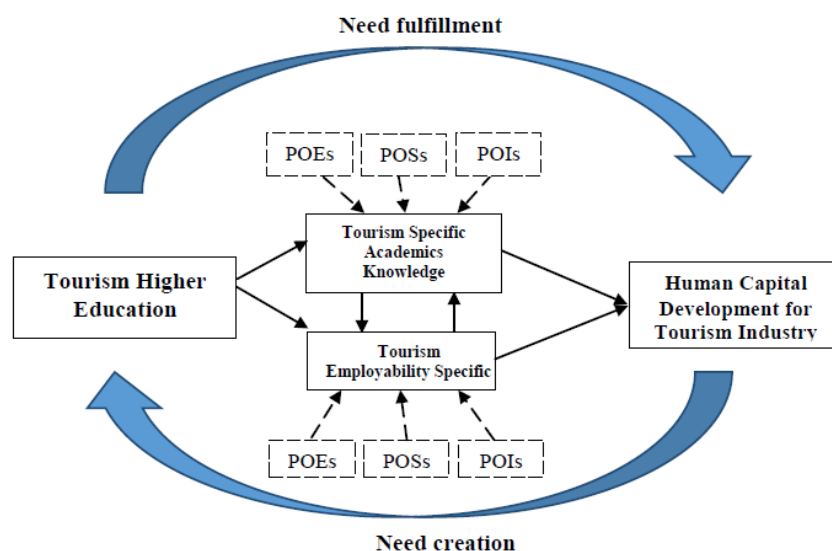 Need fulfillment
POEs
POSs
POIs
Tourism Specific
Academics
Knowledge
Tourism Higher
Education
Human Capital
Development for
Tourism Industry
Tourism
Employability Specific
POEs
POSs
POIs
Need creation